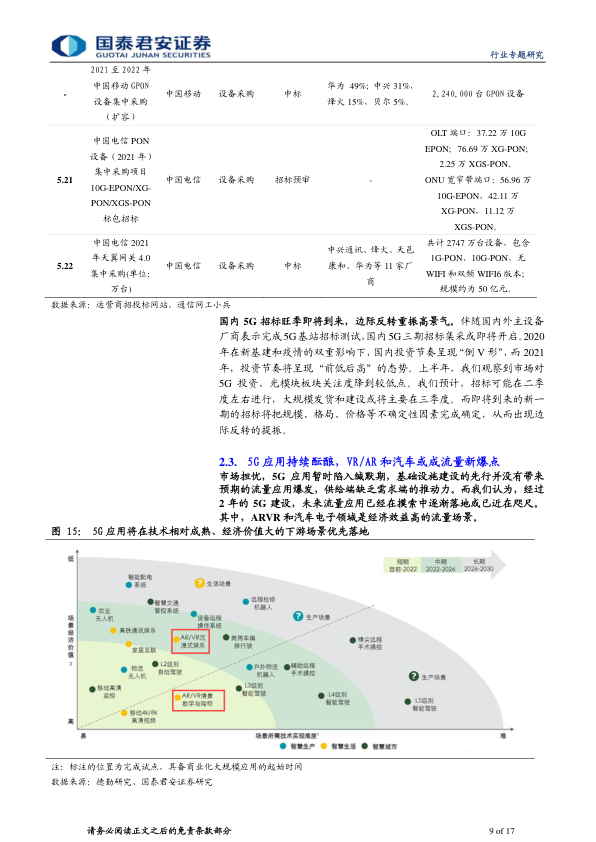 国泰君安证券
GUOTAI JUNAN SECURITIES
行业专题研究
-
2021 至 2022 年
中国移动 GPON
设备集中采购
（扩容）
中国移动
设备采购
中标
华为 49%; 中兴 31%,
烽火 15%, 贝尔 5%。
2,240,000 台 GPON 设备
5.21
中国电信 PON
设备（2021 年）
集中采购项目
10G-EPON/XG-
PON/XGS-PON
标包招标
中国电信
设备采购
招标预审
-
OLT 端口: 37.22 万 10G
EPON; 76.69 万 XG-PON;
2.25 万 XGS-PON。
ONU 宽窄带端口: 56.96 万
10G-EPON, 42.11 万
XG-PON, 11.12 万
XGS-PON。
5.22
中国电信 2021
年天翼网关 4.0
集中采购(单位:
万台)
中国电信
设备采购
中标
中兴通讯、烽火、天邑
康和、华为等 11 家厂
商
共计 2747 万台设备, 包含
1G-PON, 10G-PON, 无
WIFI 和双频 WIFI6 版本;
规模约为 50 亿元。
数据来源: 运营商招投标网站, 通信网工小兵
国内 5G 招标旺季即将到来, 边际反转重振高景气。伴随国内外主设备
厂商表示完成 5G 基站招标测试, 国内 5G 三期招标集采或即将开启。2020
年在新基建和疫情的双重影响下, 国内投资节奏呈现“倒 V 形”, 而 2021
年, 投资节奏将呈现“前低后高”的态势。上半年, 我们观察到市场对
5G 投资、光模块板块关注度降到较低点。我们预计, 招标可能在二季
度左右进行, 大规模发货和建设或将主要在三季度。而即将到来的新一
期的招标将把规模、格局、价格等不确定性因素完成确定, 从而出现边
际反转的提振。
2.3. 5G 应用持续酝酿, VR/AR 和汽车或成流量新爆点
市场担忧, 5G 应用暂时陷入缄默期, 基础设施建设的先行并没有带来
预期的流量应用爆发, 供给端缺乏需求端的推动力。而我们认为, 经过
2 年的 5G 建设, 未来流量应用已经在摸索中逐渐落地或已近在咫尺。
其中, ARVR 和汽车电子领域是经济效益高的流量场景。
图 15: 5G 应用将在技术相对成熟、经济价值大的下游场景优先落地
短期
目前-2022
中期
2022-2026
长期
2026-2030
低
场景经济价值²
高
智能配电
系统
? 生活场景
农业
无人机
智慧交通
管控系统
设备远程
操作系统
远程检修
机器人
? 生产场景
高铁通讯娱乐
家居互联
AR/VR沉
浸式娱乐
商用车编
排行驶
精尖远程
手术操控
物流
无人机
L2级别
自动驾驶
户外物流
机器人
辅助远程
手术操控
? 生产场景
移动高清
监控
AR/VR情景
教学与购物
L3级别
智能驾驶
L4级别
智能驾驶
L5级别
智能驾驶
移动4k/8k
高清视频
易
场景所需技术实现难度¹
难
智慧生产
智慧生活
智慧城市
注: 标注的位置为完成试点, 具备商业化大规模应用的起始时间
数据来源: 德勤研究、国泰君安证券研究
请务必阅读正文之后的免责条款部分
9 of 17